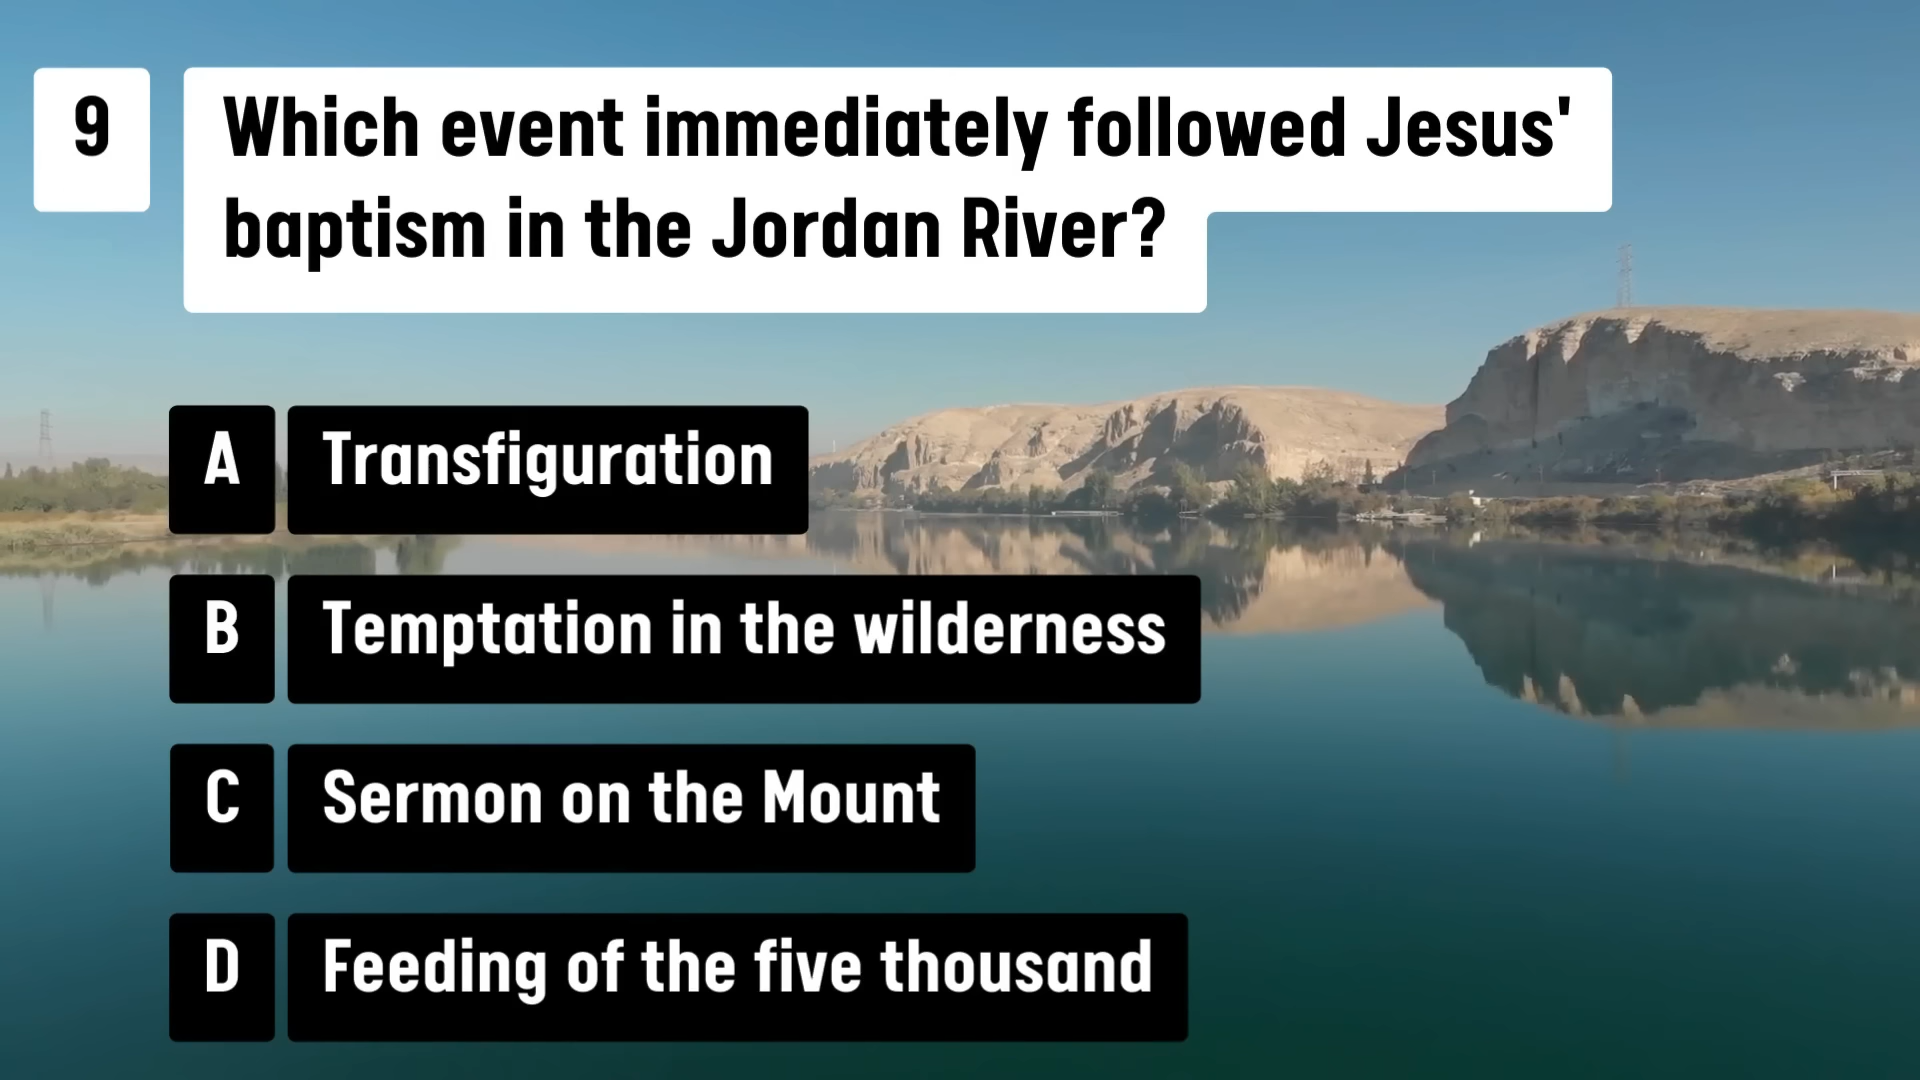 9
Which event immediately followed Jesus'
baptism in the Jordan River?
A Transfiguration
B Temptation in the wilderness
C Sermon on the Mount
D Feeding of the five thousand